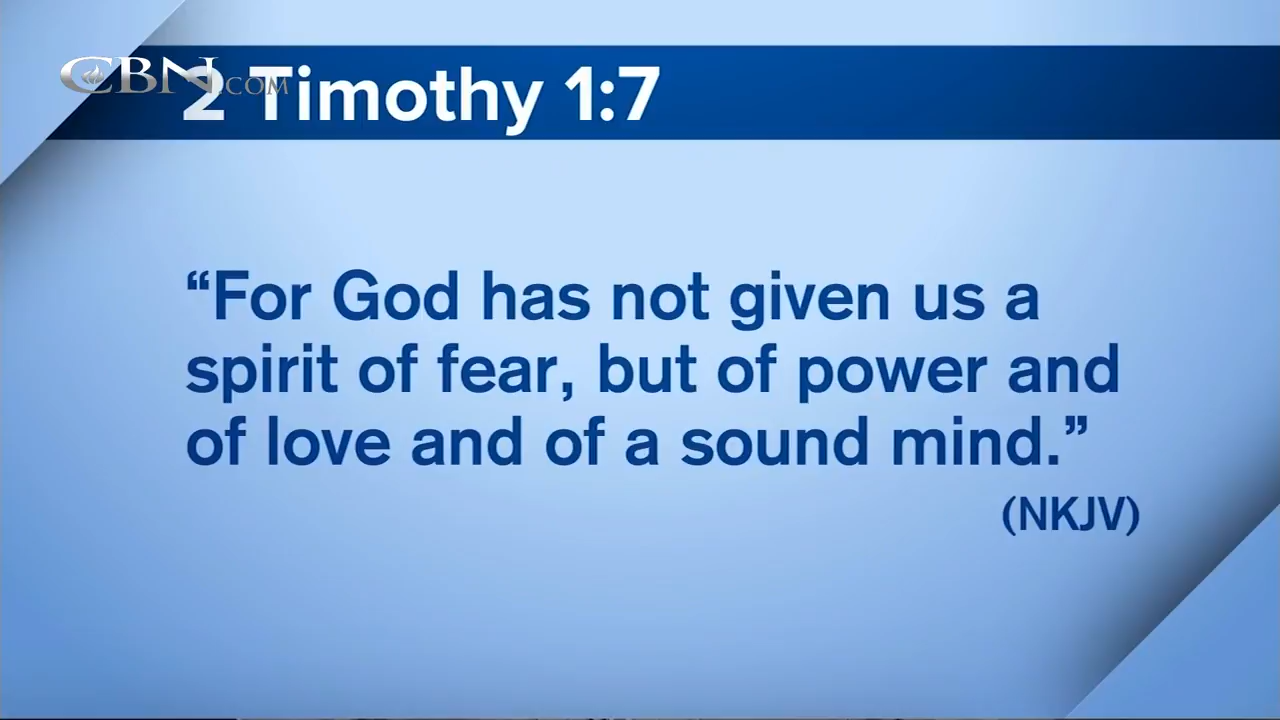 CBN.COM
2 Timothy 1:7
“For God has not given us a
spirit of fear, but of power and
of love and of a sound mind.”
(NKJV)